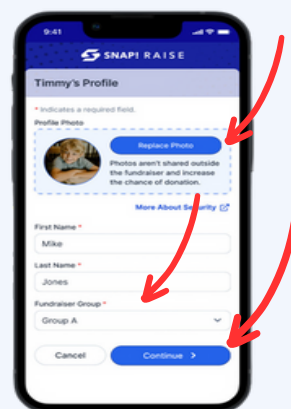 9:41
SNAP! RAISE
Timmy's Profile
* Indicates a required field.
Profile Photo
Replace Photo
Photos aren't shared outside
the fundraiser and increase
the chance of donation.
More About Security
First Name *
Mike
Last Name *
Jones
Fundraiser Group *
Group A
Cancel
Continue >